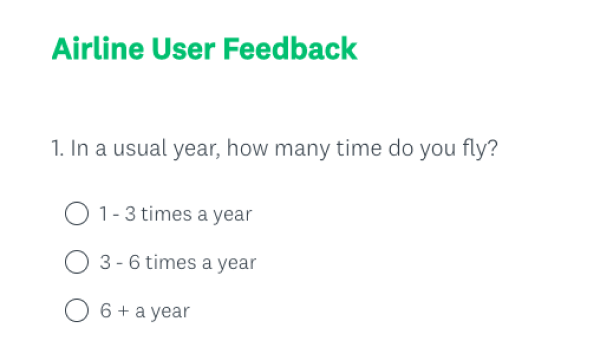 Airline User Feedback
1. In a usual year, how many time do you fly?
1 - 3 times a year
3 - 6 times a year
6 + a year